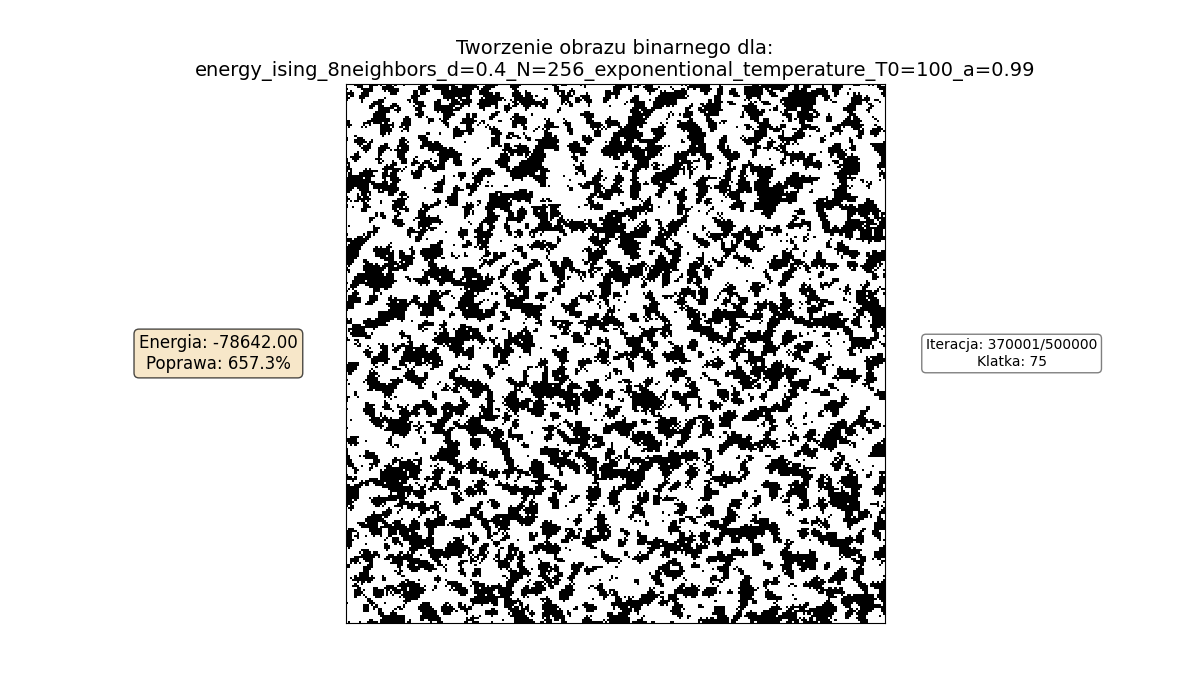 Tworzenie obrazu binarnego dla:
energy_ising_8neighbors_d=0.4_N=256_exponential_temperature_T0=100_a=0.99
Energia: -78642.00
Poprawa: 657.3%
Iteracja: 370001/500000
Klatka: 75